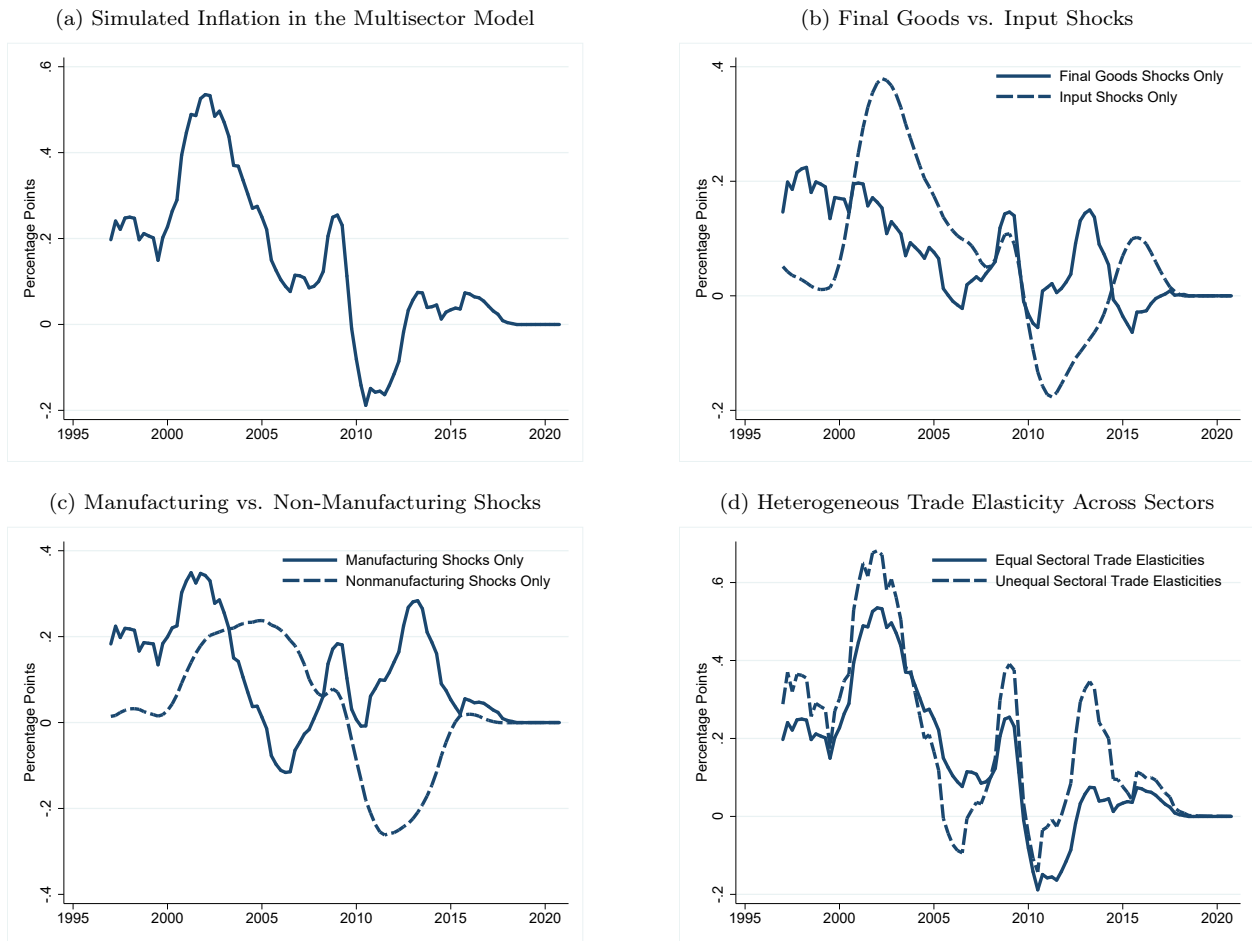 (a) Simulated Inflation in the Multisector Model
Percentage Points
.6
.4
.2
0
-.2
1995 2000 2005 2010 2015 2020
(b) Final Goods vs. Input Shocks
Final Goods Shocks Only
Input Shocks Only
Percentage Points
.4
.2
0
-.2
1995 2000 2005 2010 2015 2020
(c) Manufacturing vs. Non-Manufacturing Shocks
Manufacturing Shocks Only
Nonmanufacturing Shocks Only
Percentage Points
.4
.2
0
-.2
-.4
1995 2000 2005 2010 2015 2020
(d) Heterogeneous Trade Elasticity Across Sectors
Equal Sectoral Trade Elasticities
Unequal Sectoral Trade Elasticities
Percentage Points
.6
.4
.2
0
-.2
1995 2000 2005 2010 2015 2020